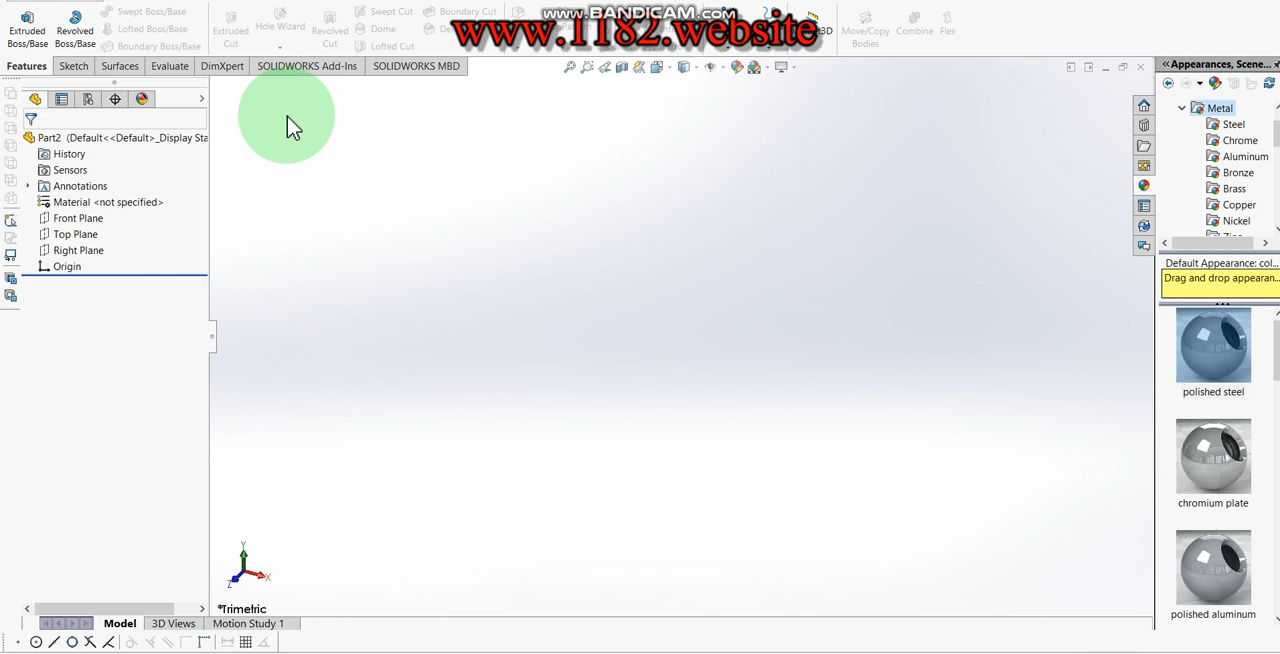 www.BANDICAM.com
www.1182.website
Extruded Boss/Base
Revolved Boss/Base
Swept Boss/Base
Lofted Boss/Base
Boundary Boss/Base
Extruded Cut
Hole Wizard
Revolved Cut
Swept Cut
Dome
Lofted Cut
Boundary Cut
Move/Copy Bodies
Combine
Flex
Features
Sketch
Surfaces
Evaluate
DimXpert
SOLIDWORKS Add-Ins
SOLIDWORKS MBD
Part2 (Default<<Default>_Display Sta
History
Sensors
Annotations
Material <not specified>
Front Plane
Top Plane
Right Plane
Origin
Y
X
Z
*Trimetric
Model
3D Views
Motion Study 1
Appearances, Scene...
Metal
Steel
Chrome
Aluminum
Bronze
Brass
Copper
Nickel
Default Appearance: col...
Drag and drop appearan...
polished steel
chromium plate
polished aluminum